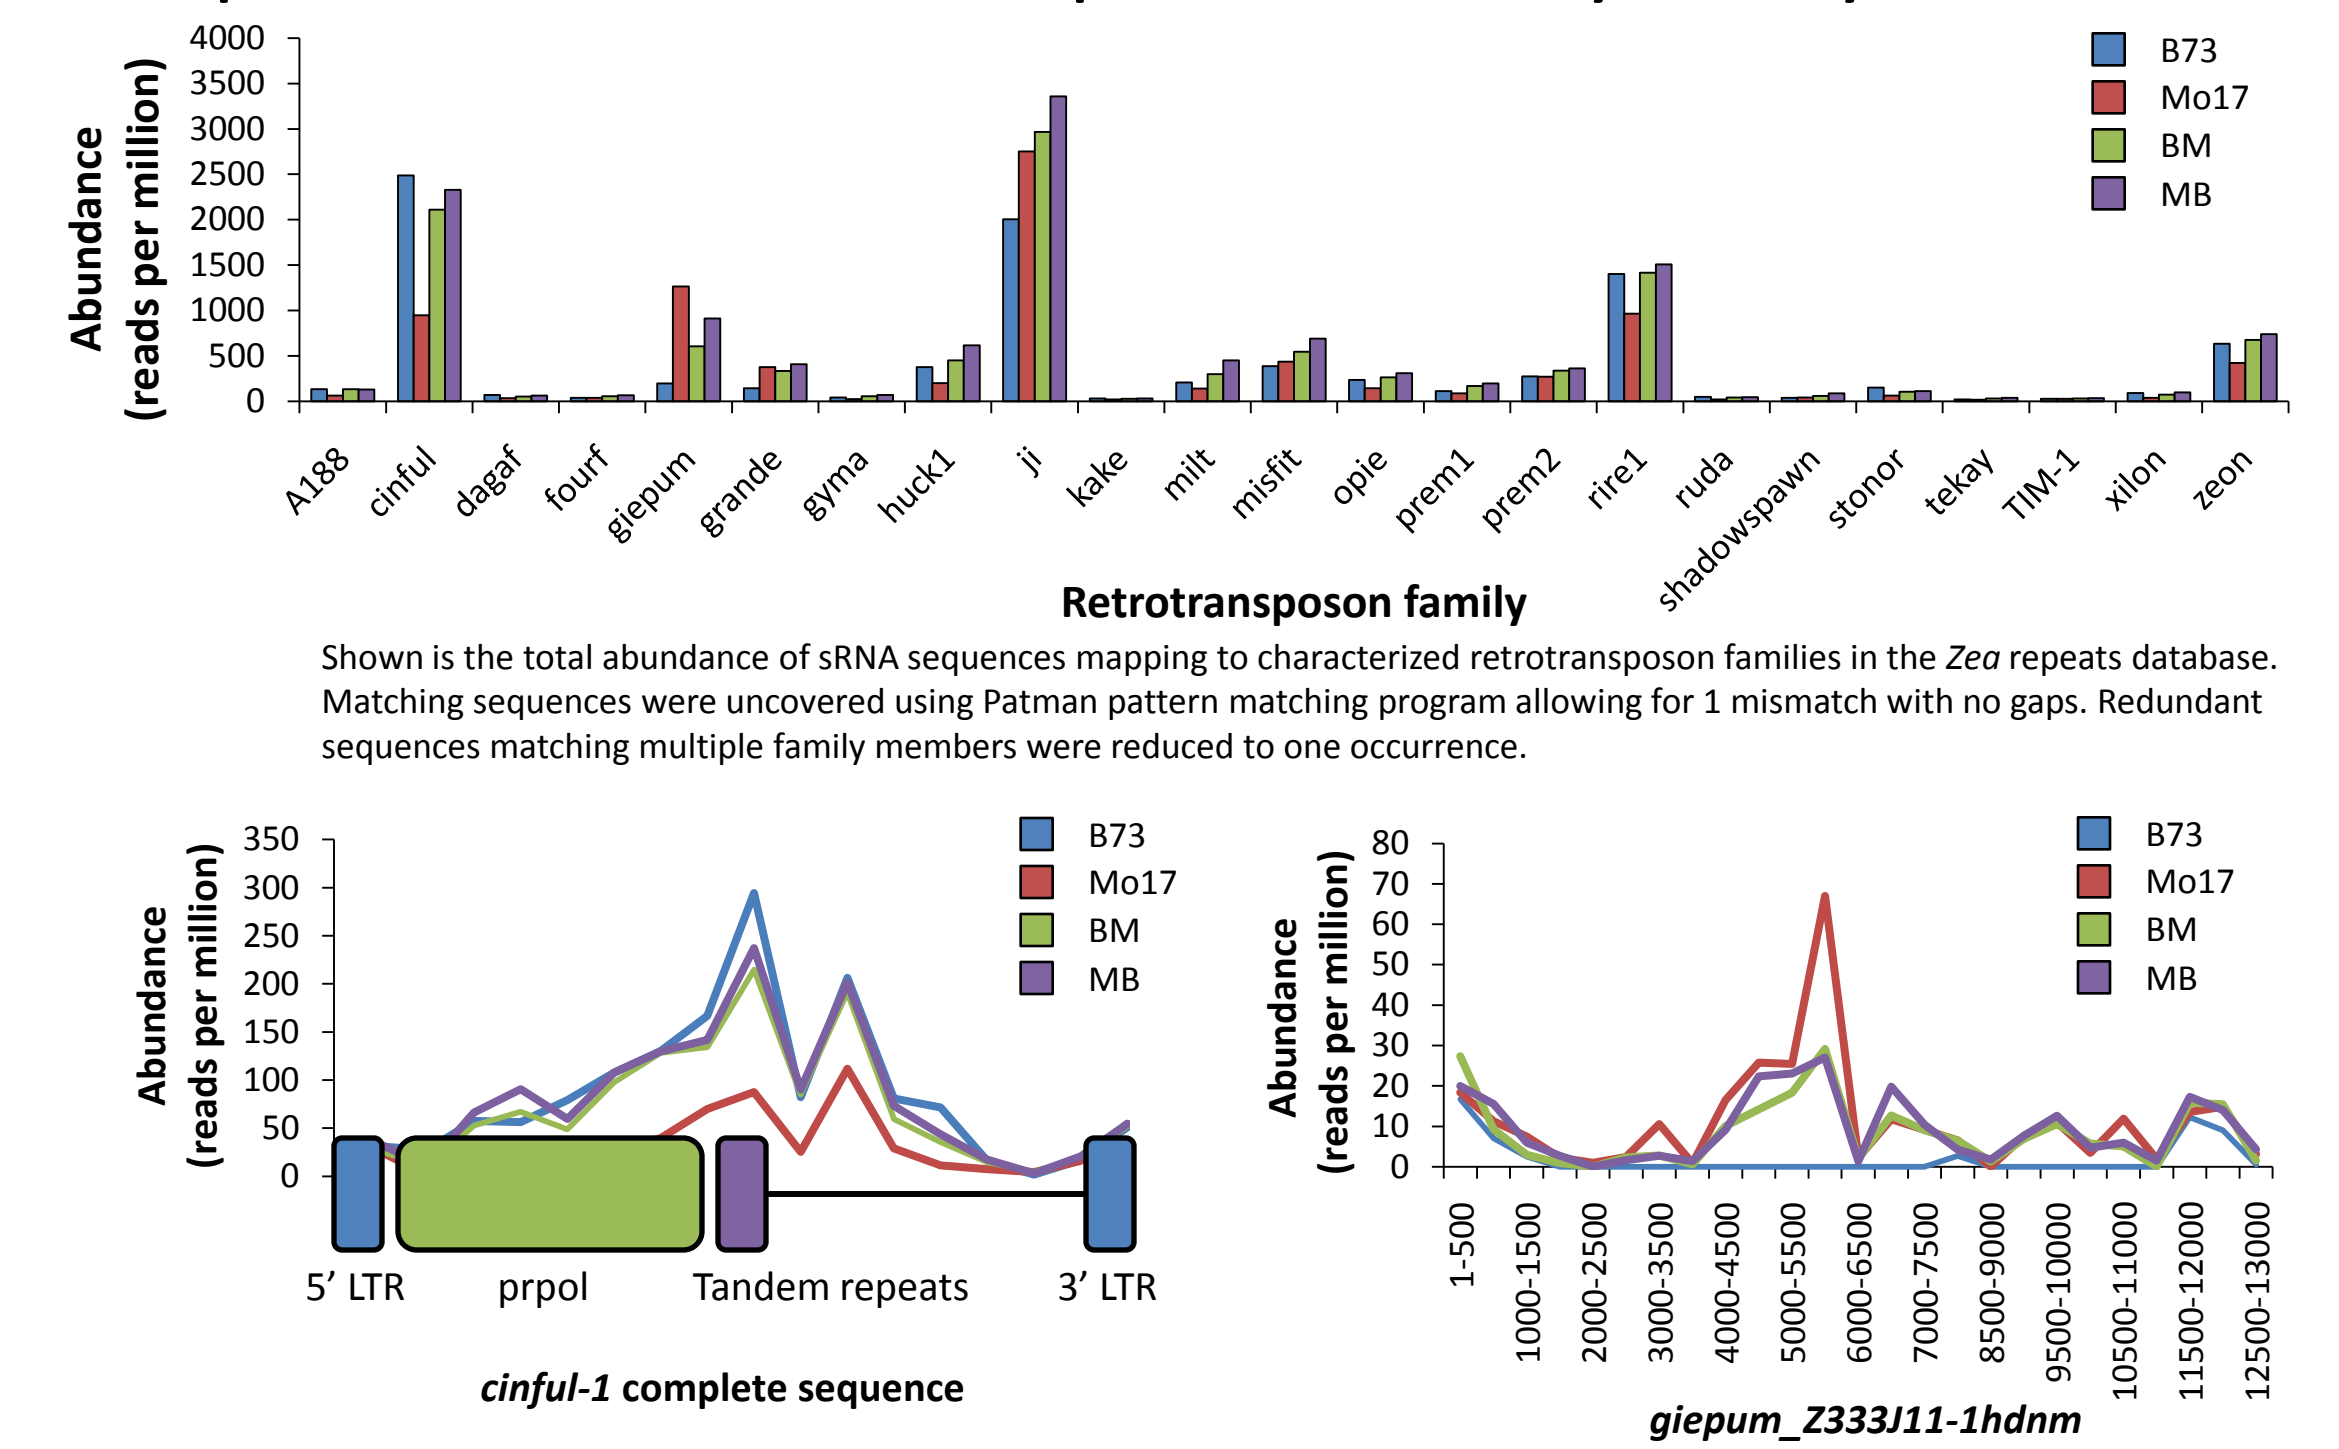 4000
3500
3000
2500
2000
1500
1000
500
0
Abundance
(reads per million)
B73
Mo17
BM
MB
A188
cinful
dagaf
fourf
giepum
grande
gyma
huck1
ji
kake
milt
misfit
opie
prem1
prem2
rire1
ruda
shadowspawn
stonor
tekay
TIM-1
xilon
zeon
Retrotransposon family
Shown is the total abundance of sRNA sequences mapping to characterized retrotransposon families in the Zea repeats database.
Matching sequences were uncovered using Patman pattern matching program allowing for 1 mismatch with no gaps. Redundant
sequences matching multiple family members were reduced to one occurrence.
350
300
250
200
150
100
50
0
Abundance
(reads per million)
B73
Mo17
BM
MB
5’ LTR
prpol
Tandem repeats
3’ LTR
cinful-1 complete sequence
80
70
60
50
40
30
20
10
0
Abundance
(reads per million)
B73
Mo17
BM
MB
1-500
1000-1500
2000-2500
3000-3500
4000-4500
5000-5500
6000-6500
7000-7500
8500-9000
9500-10000
10500-11000
11500-12000
12500-13000
giepum_Z333J11-1hdnm